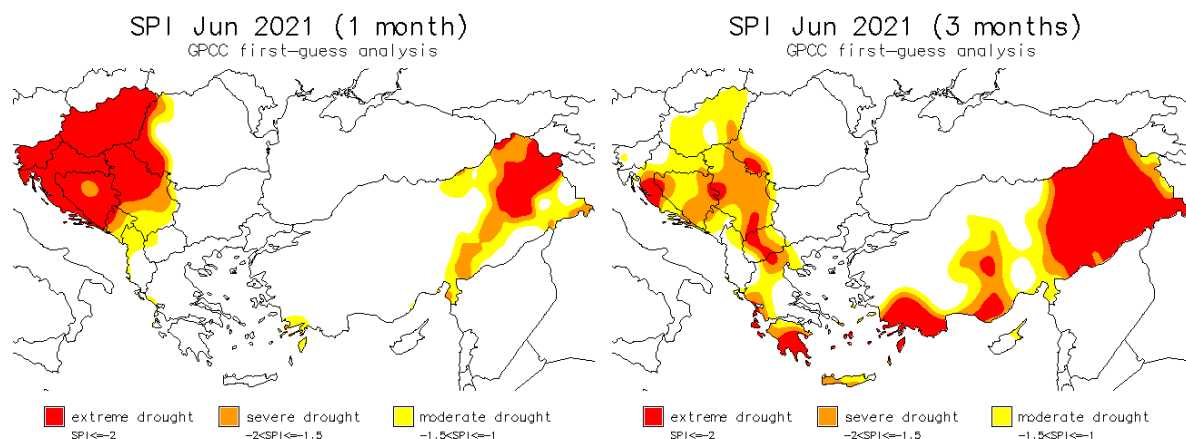 SPI Jun 2021 (1 month)
GPCC first-guess analysis
SPI Jun 2021 (3 months)
GPCC first-guess analysis
extreme drought
SPI<=-2
severe drought
-2<SPI<=-1.5
moderate drought
-1.5<SPI<=-1
extreme drought
SPI<=-2
severe drought
-2<SPI<=-1.5
moderate drought
-1.5<SPI<=-1